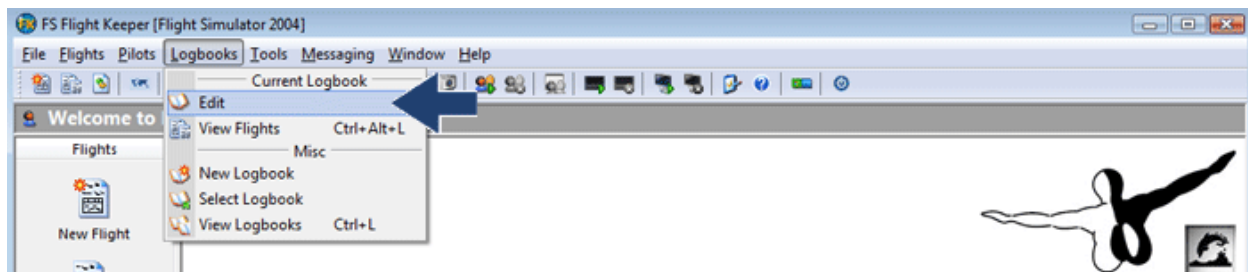 FS Flight Keeper [Flight Simulator 2004]
File Flights Pilots Logbooks Tools Messaging Window Help
Current Logbook
Edit
Welcome to
View Flights Ctrl+Alt+L
Flights
Misc
New Logbook
Select Logbook
New Flight
View Logbooks Ctrl+L